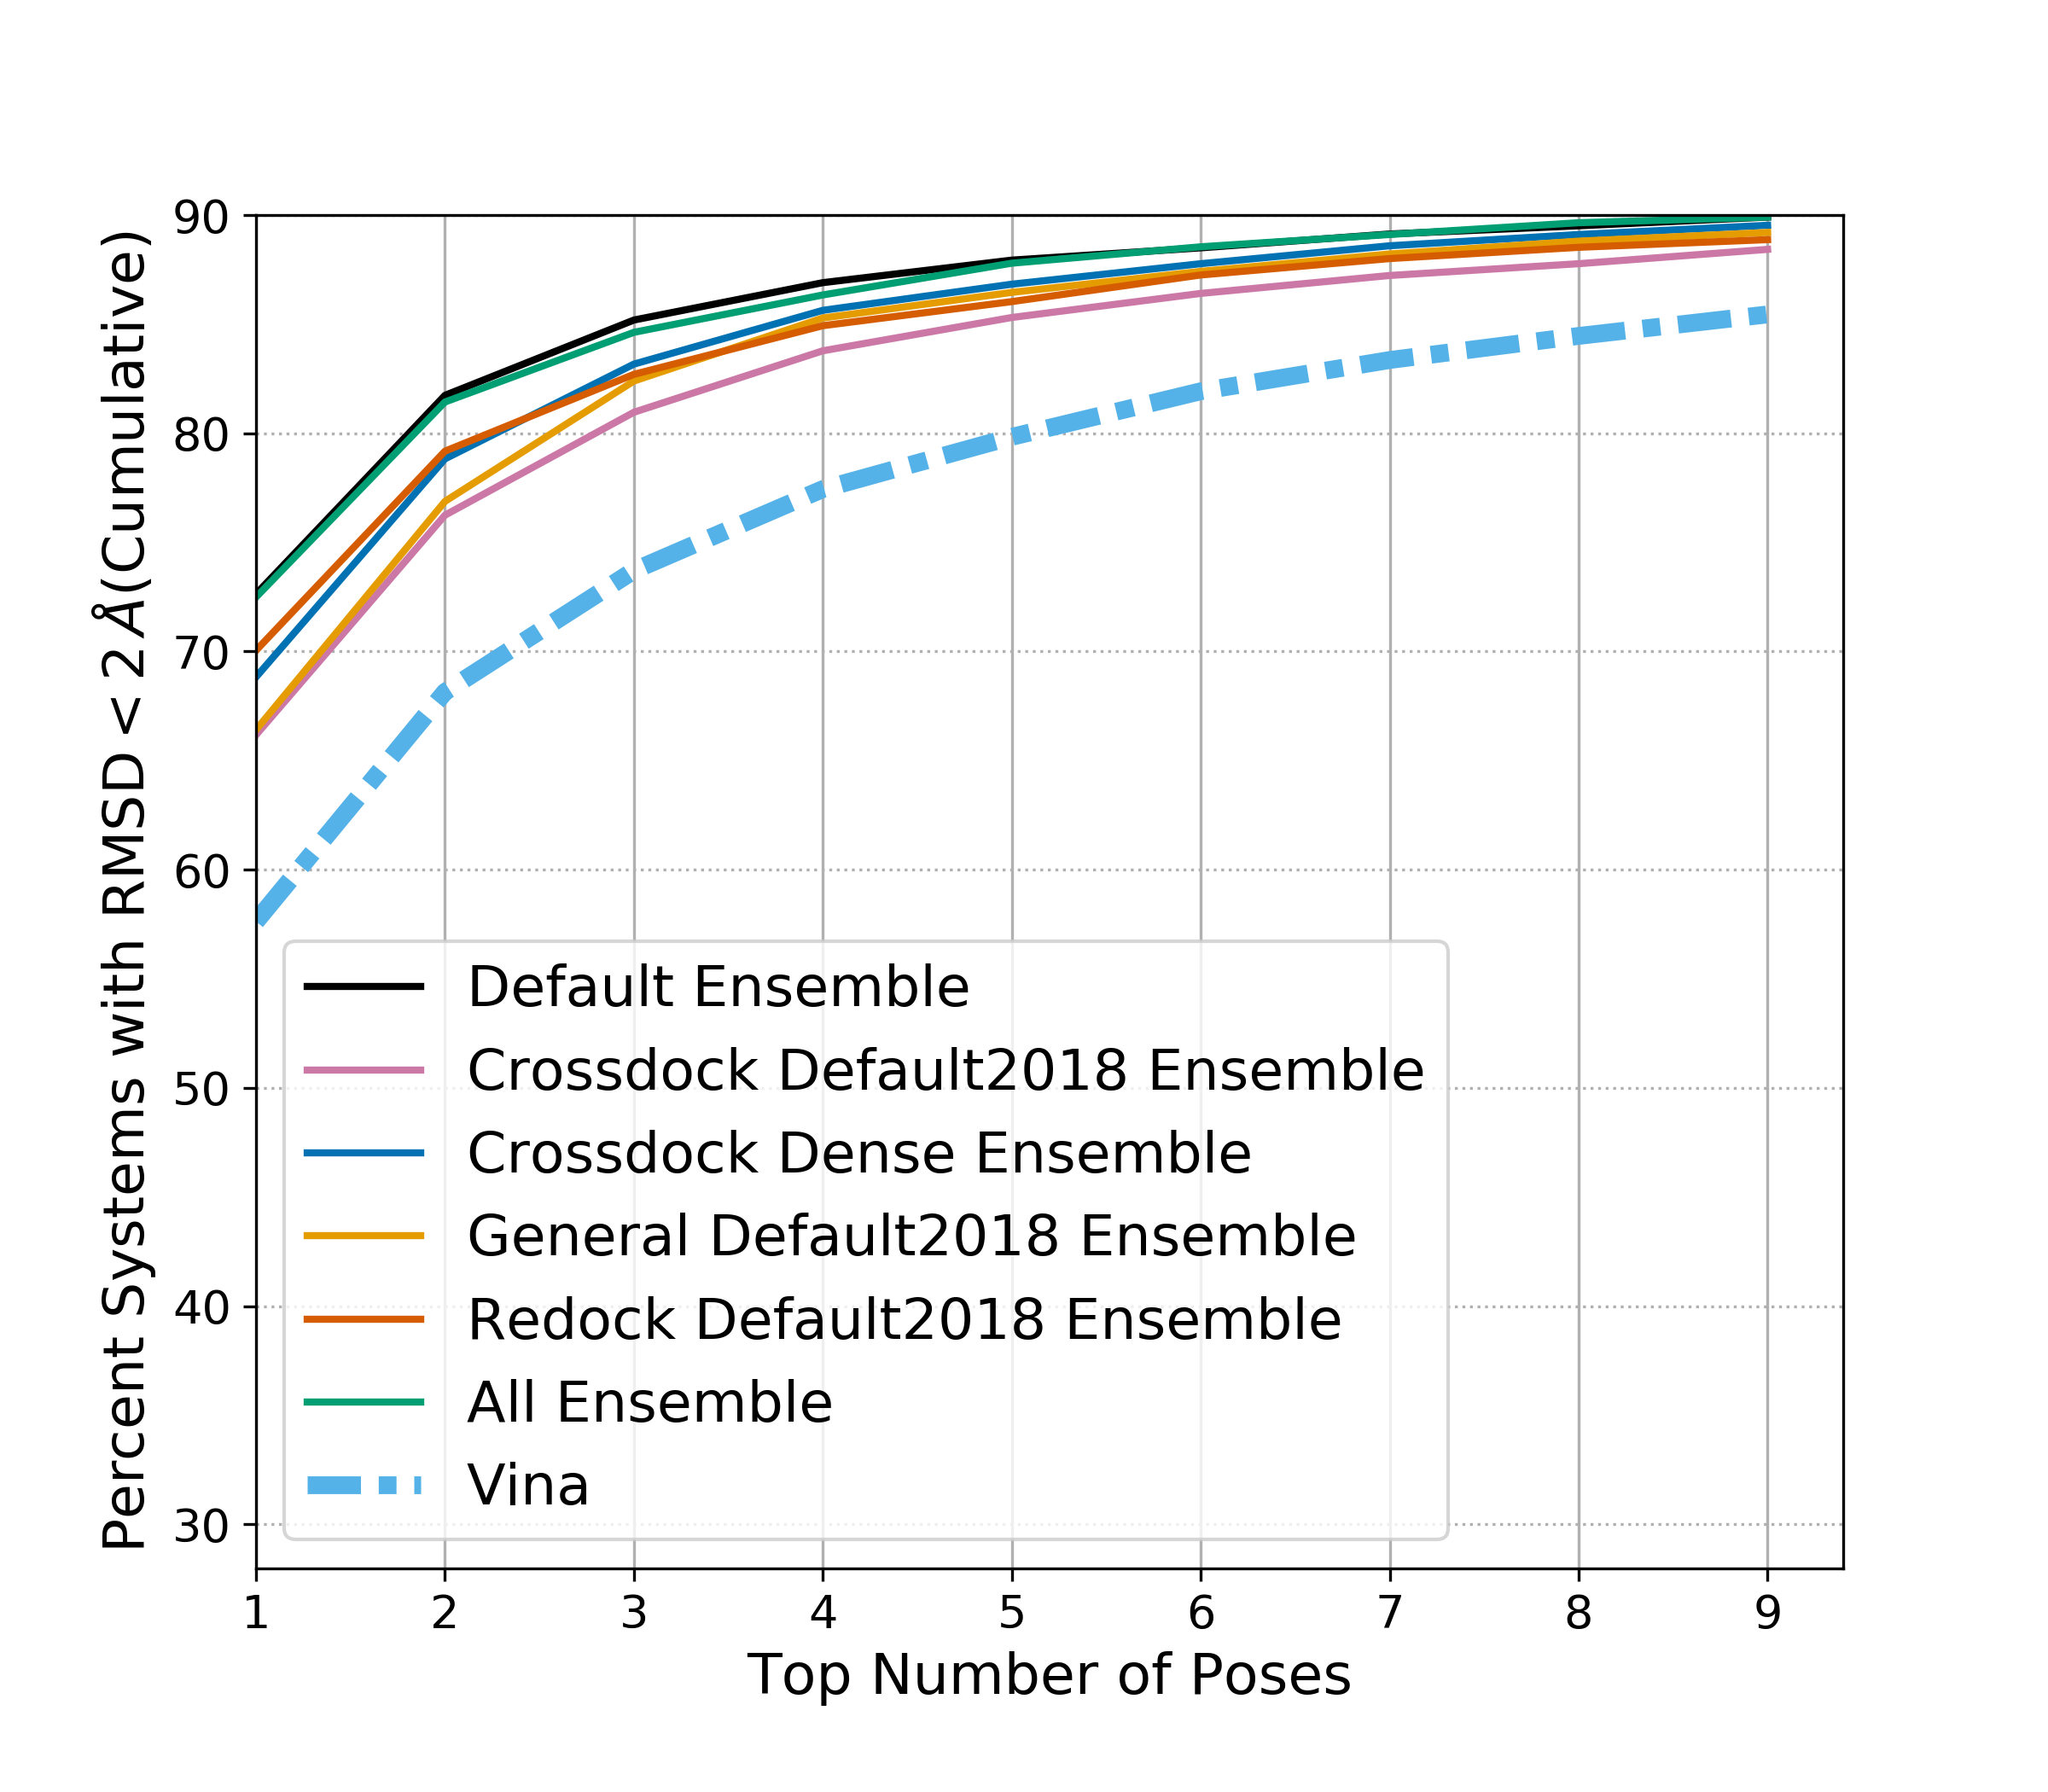 Percent Systems with RMSD < 2 Å(Cumulative)
90
80
70
60
50
40
30
Default Ensemble
Crossdock Default2018 Ensemble
Crossdock Dense Ensemble
General Default2018 Ensemble
Redock Default2018 Ensemble
All Ensemble
Vina
1 2 3 4 5 6 7 8 9
Top Number of Poses